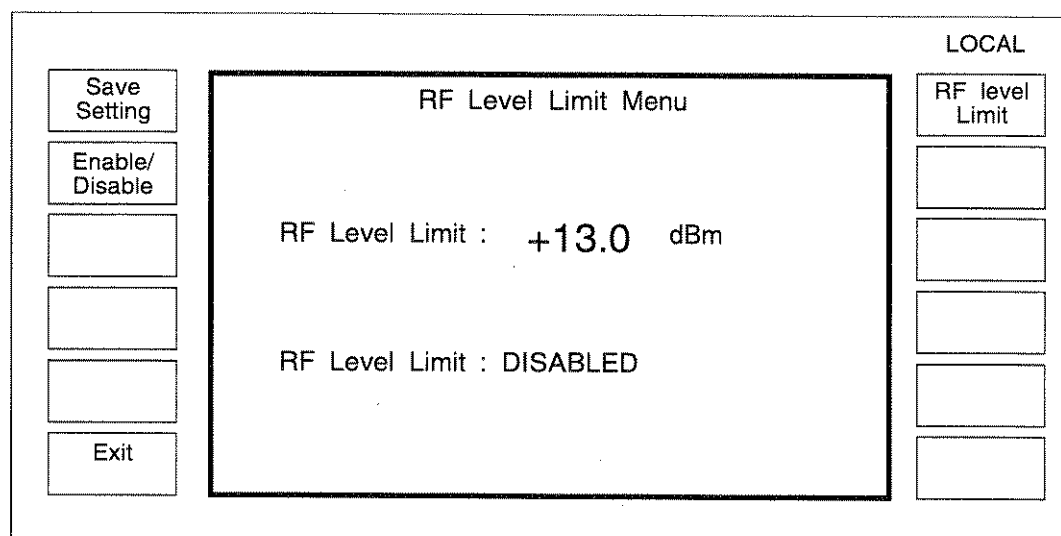 LOCAL
Save
Setting
Enable/
Disable
Exit
RF Level Limit Menu
RF Level Limit : +13.0 dBm
RF Level Limit : DISABLED
RF level
Limit